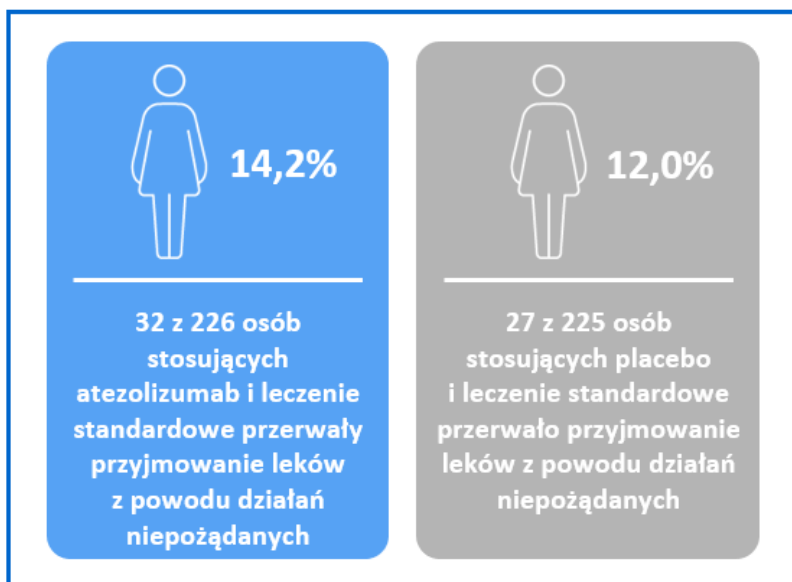 14,2%
32 z 226 osób
stosujących
atezolizumab i leczenie
standardowe przerwały
przyjmowanie leków
z powodu działań
niepożądanych
12,0%
27 z 225 osób
stosujących placebo
i leczenie standardowe
przerwało przyjmowanie
leków z powodu działań
niepożądanych